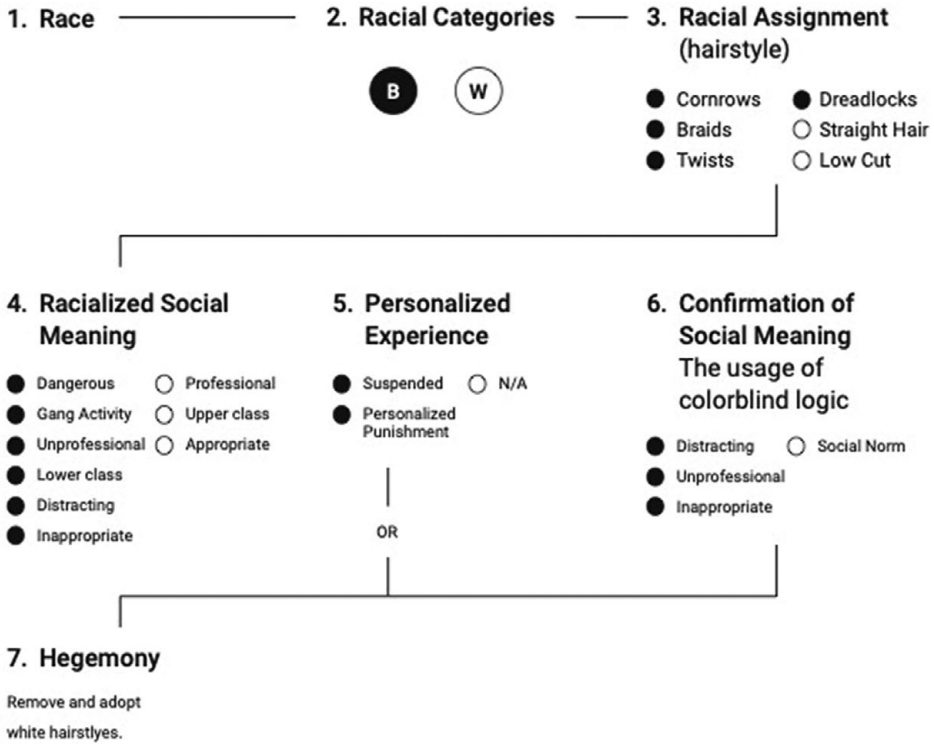 1. Race
2. Racial Categories
3. Racial Assignment
(hairstyle)
B
W
Cornrows
Dreadlocks
Braids
Straight Hair
Twists
Low Cut
4. Racialized Social
Meaning
Dangerous
Professional
Gang Activity
Upper class
Unprofessional
Appropriate
Lower class
Distracting
Inappropriate
5. Personalized
Experience
Suspended
N/A
Personalized
Punishment
OR
6. Confirmation of
Social Meaning
The usage of
colorblind logic
Distracting
Social Norm
Unprofessional
Inappropriate
7. Hegemony
Remove and adopt
white hairstlyes.